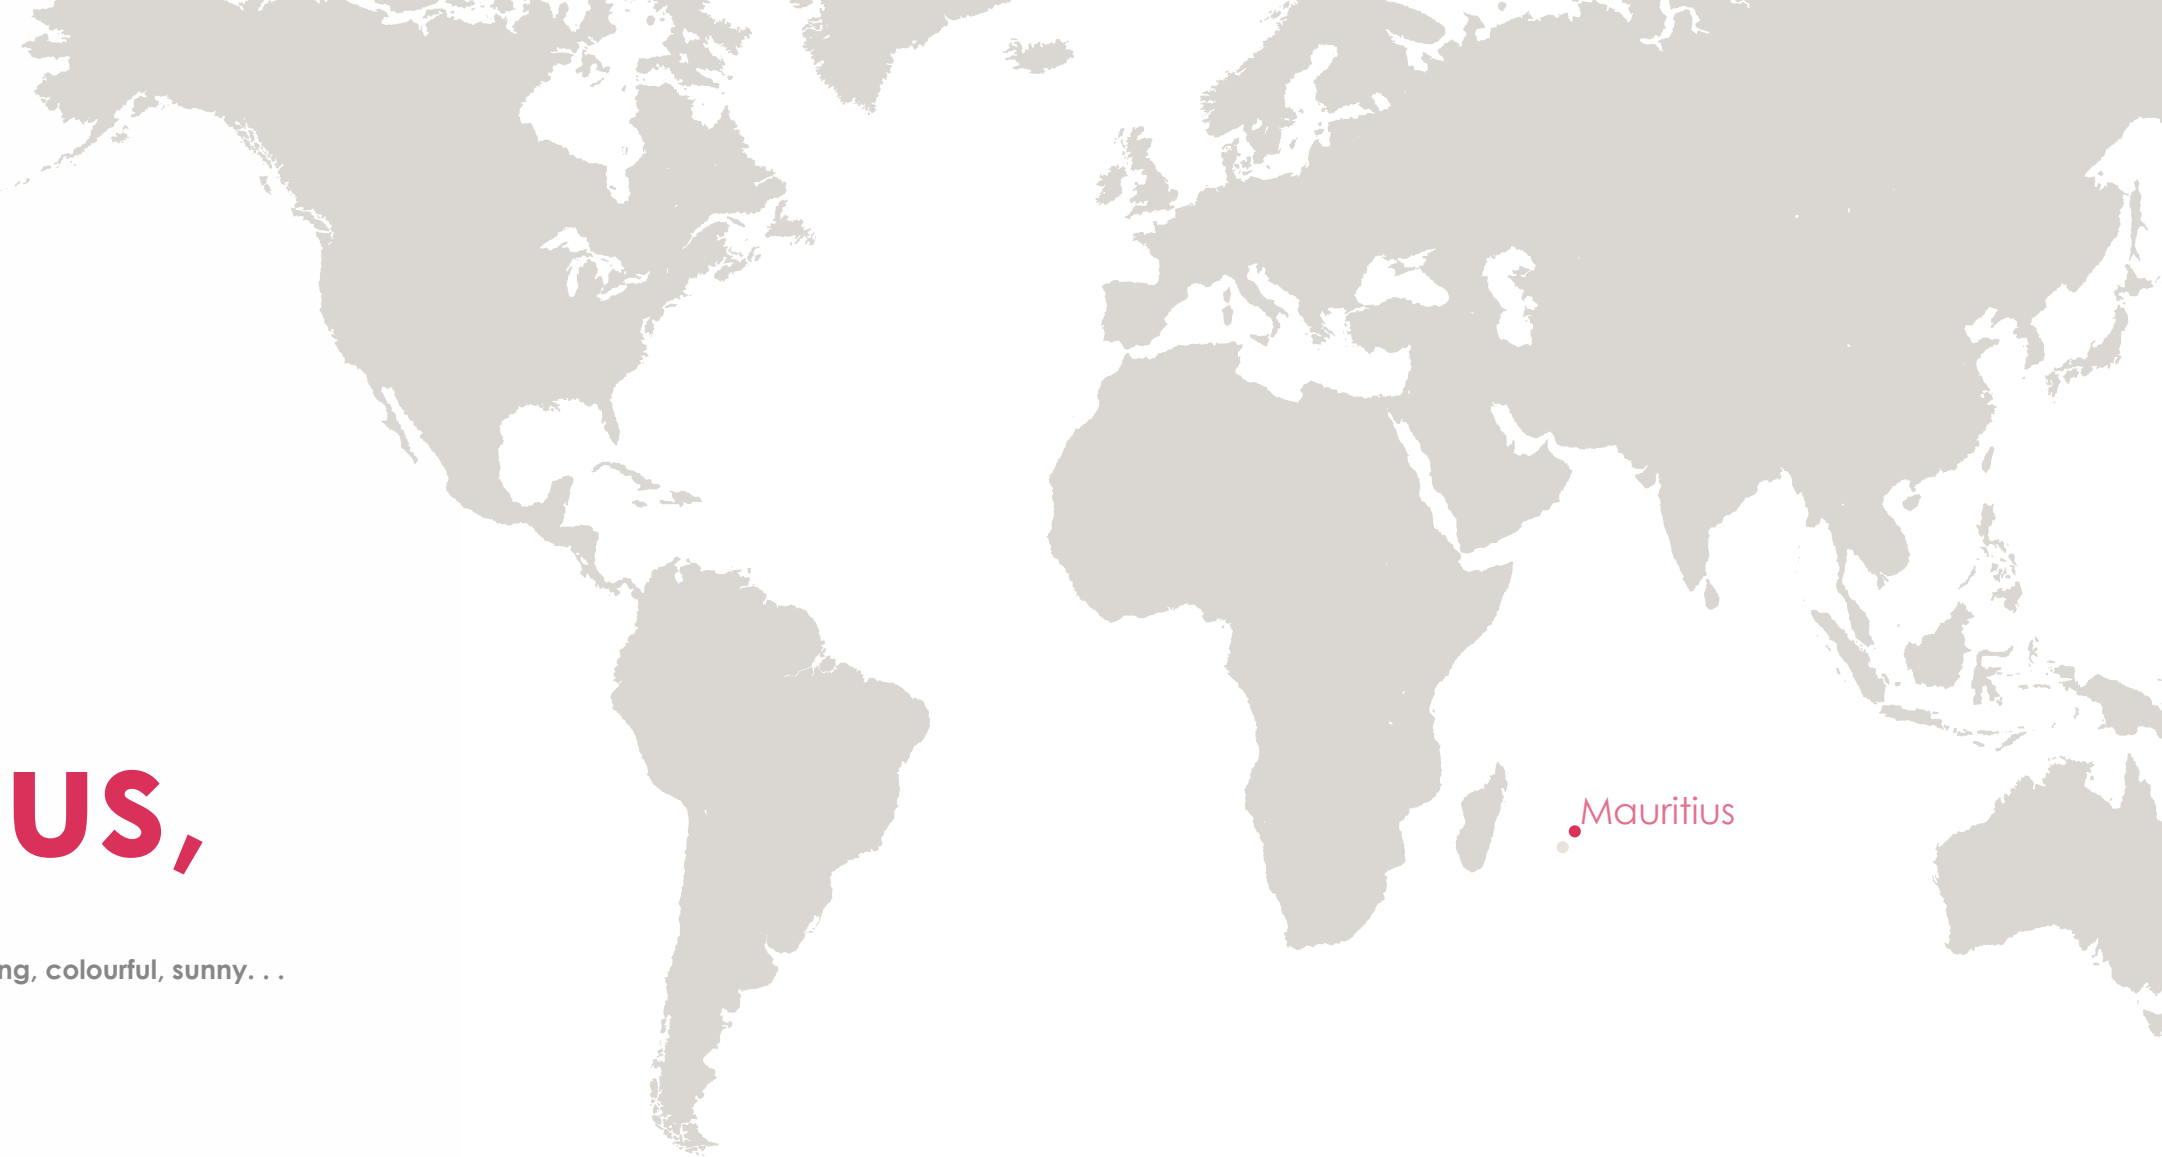 us,
ng, colourful, sunny. . .
Mauritius